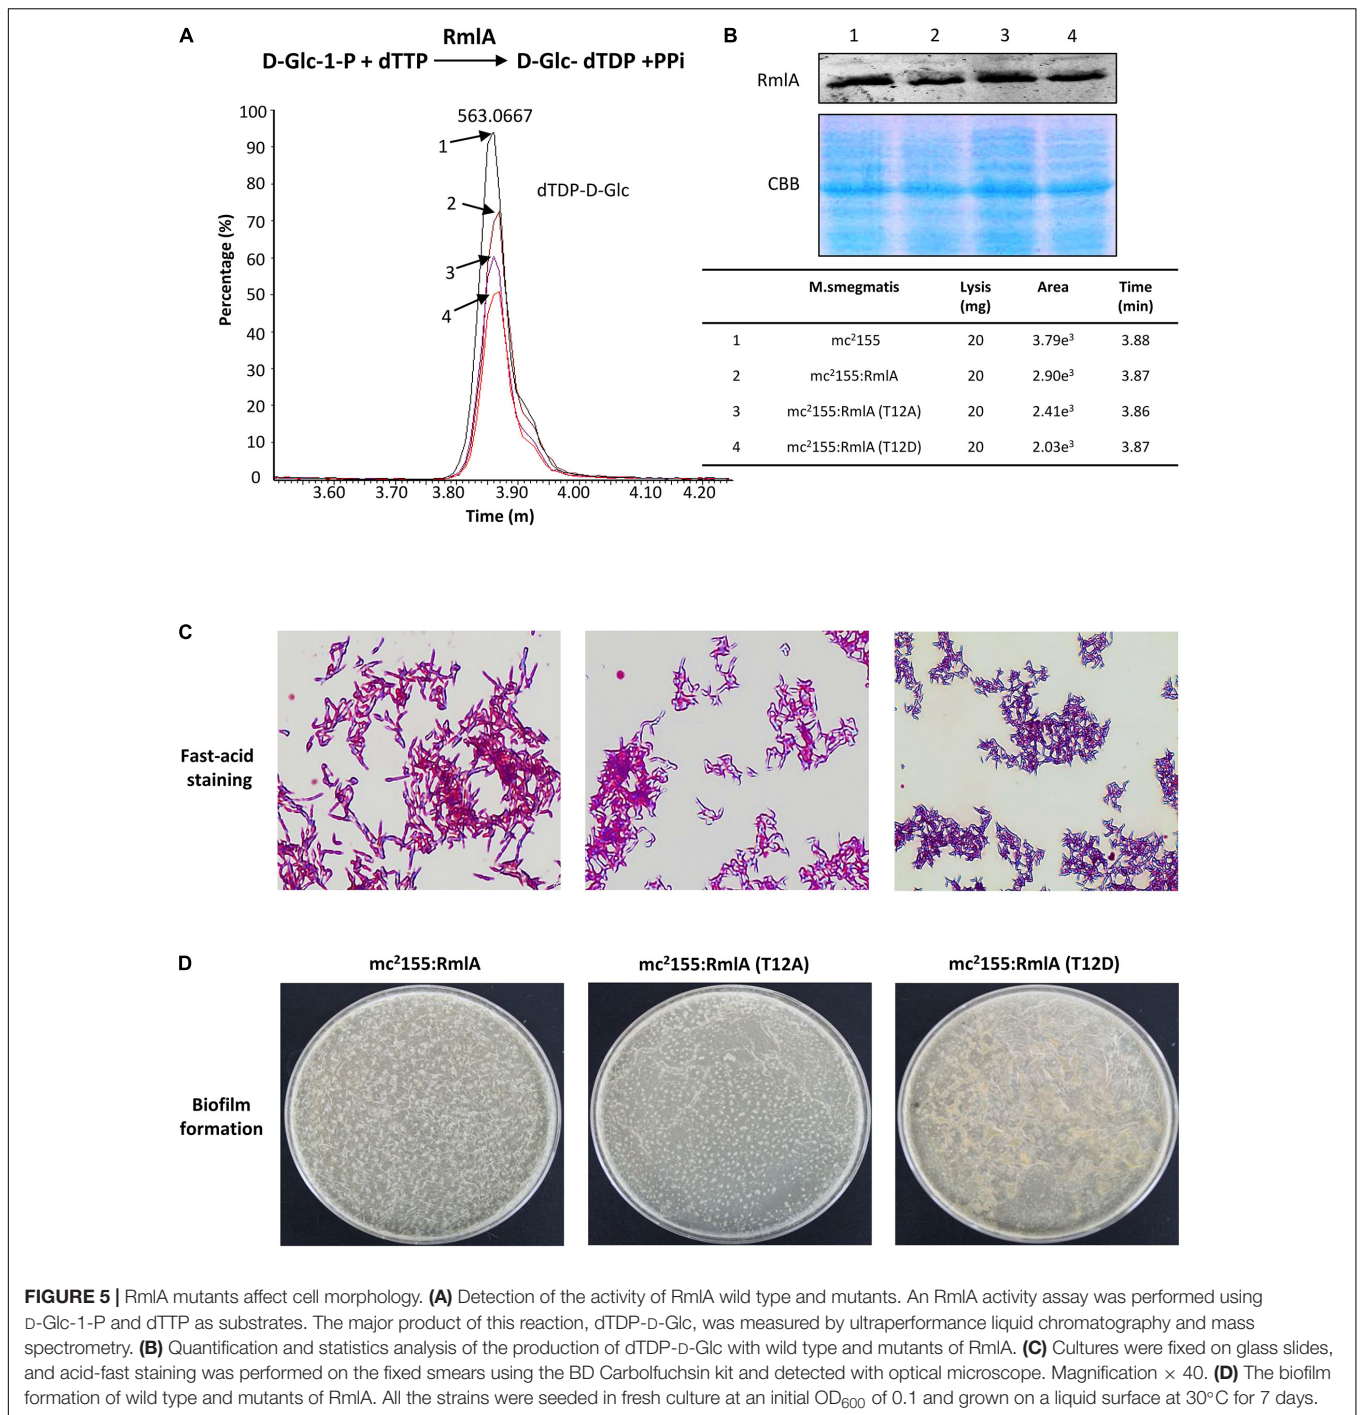 A
RmlA
D-Glc-1-P + dTTP → D-Glc- dTDP +PPi
Percentage (%)
100
90
80
70
60
50
40
30
20
10
0
563.0667
1
2
3
4
dTDP-D-Glc
3.60 3.70 3.80 3.90 4.00 4.10 4.20
Time (m)
B
1 2 3 4
RmlA
CBB
M.smegmatis Lysis (mg) Area Time (min)
1 mc²155 20 3.79e³ 3.88
2 mc²155:RmlA 20 2.90e³ 3.87
3 mc²155:RmlA (T12A) 20 2.41e³ 3.86
4 mc²155:RmlA (T12D) 20 2.03e³ 3.87
C
Fast-acid
staining
D
mc²155:RmlA mc²155:RmlA (T12A) mc²155:RmlA (T12D)
Biofilm
formation
FIGURE 5 | RmlA mutants affect cell morphology. (A) Detection of the activity of RmlA wild type and mutants. An RmlA activity assay was performed using
D-Glc-1-P and dTTP as substrates. The major product of this reaction, dTDP-D-Glc, was measured by ultraperformance liquid chromatography and mass
spectrometry. (B) Quantification and statistics analysis of the production of dTDP-D-Glc with wild type and mutants of RmlA. (C) Cultures were fixed on glass slides,
and acid-fast staining was performed on the fixed smears using the BD Carbolfuchsin kit and detected with optical microscope. Magnification × 40. (D) The biofilm
formation of wild type and mutants of RmlA. All the strains were seeded in fresh culture at an initial OD₆₀₀ of 0.1 and grown on a liquid surface at 30°C for 7 days.